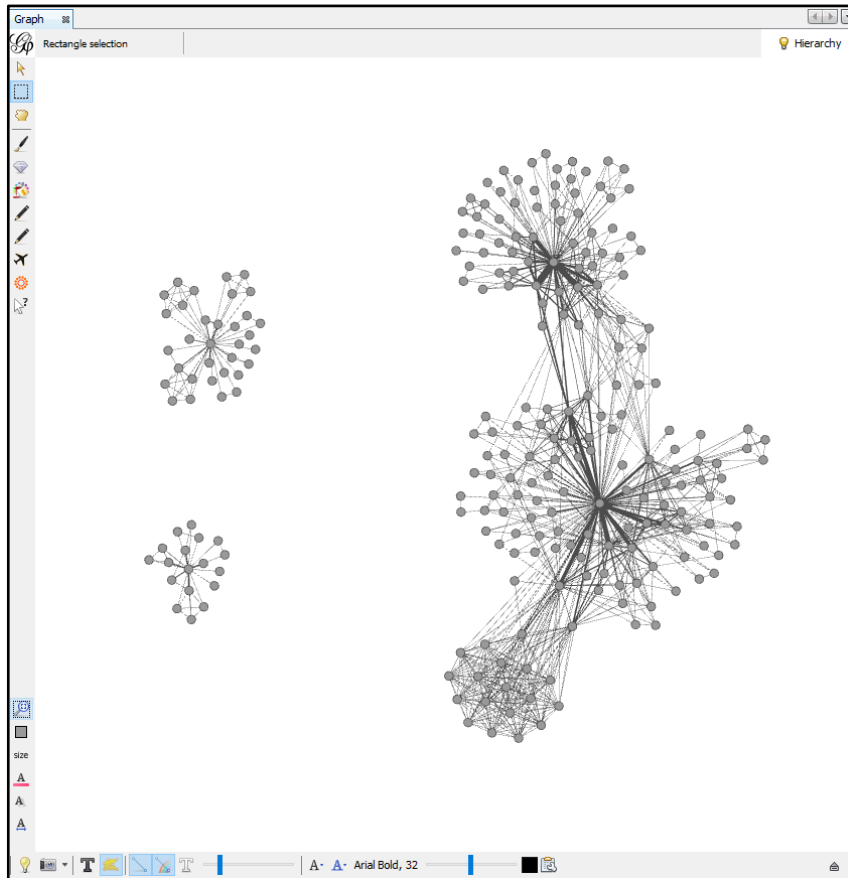 Graph
Rectangle selection
Hierarchy
size
A
A
A
T
T
A- A- Arial Bold, 32